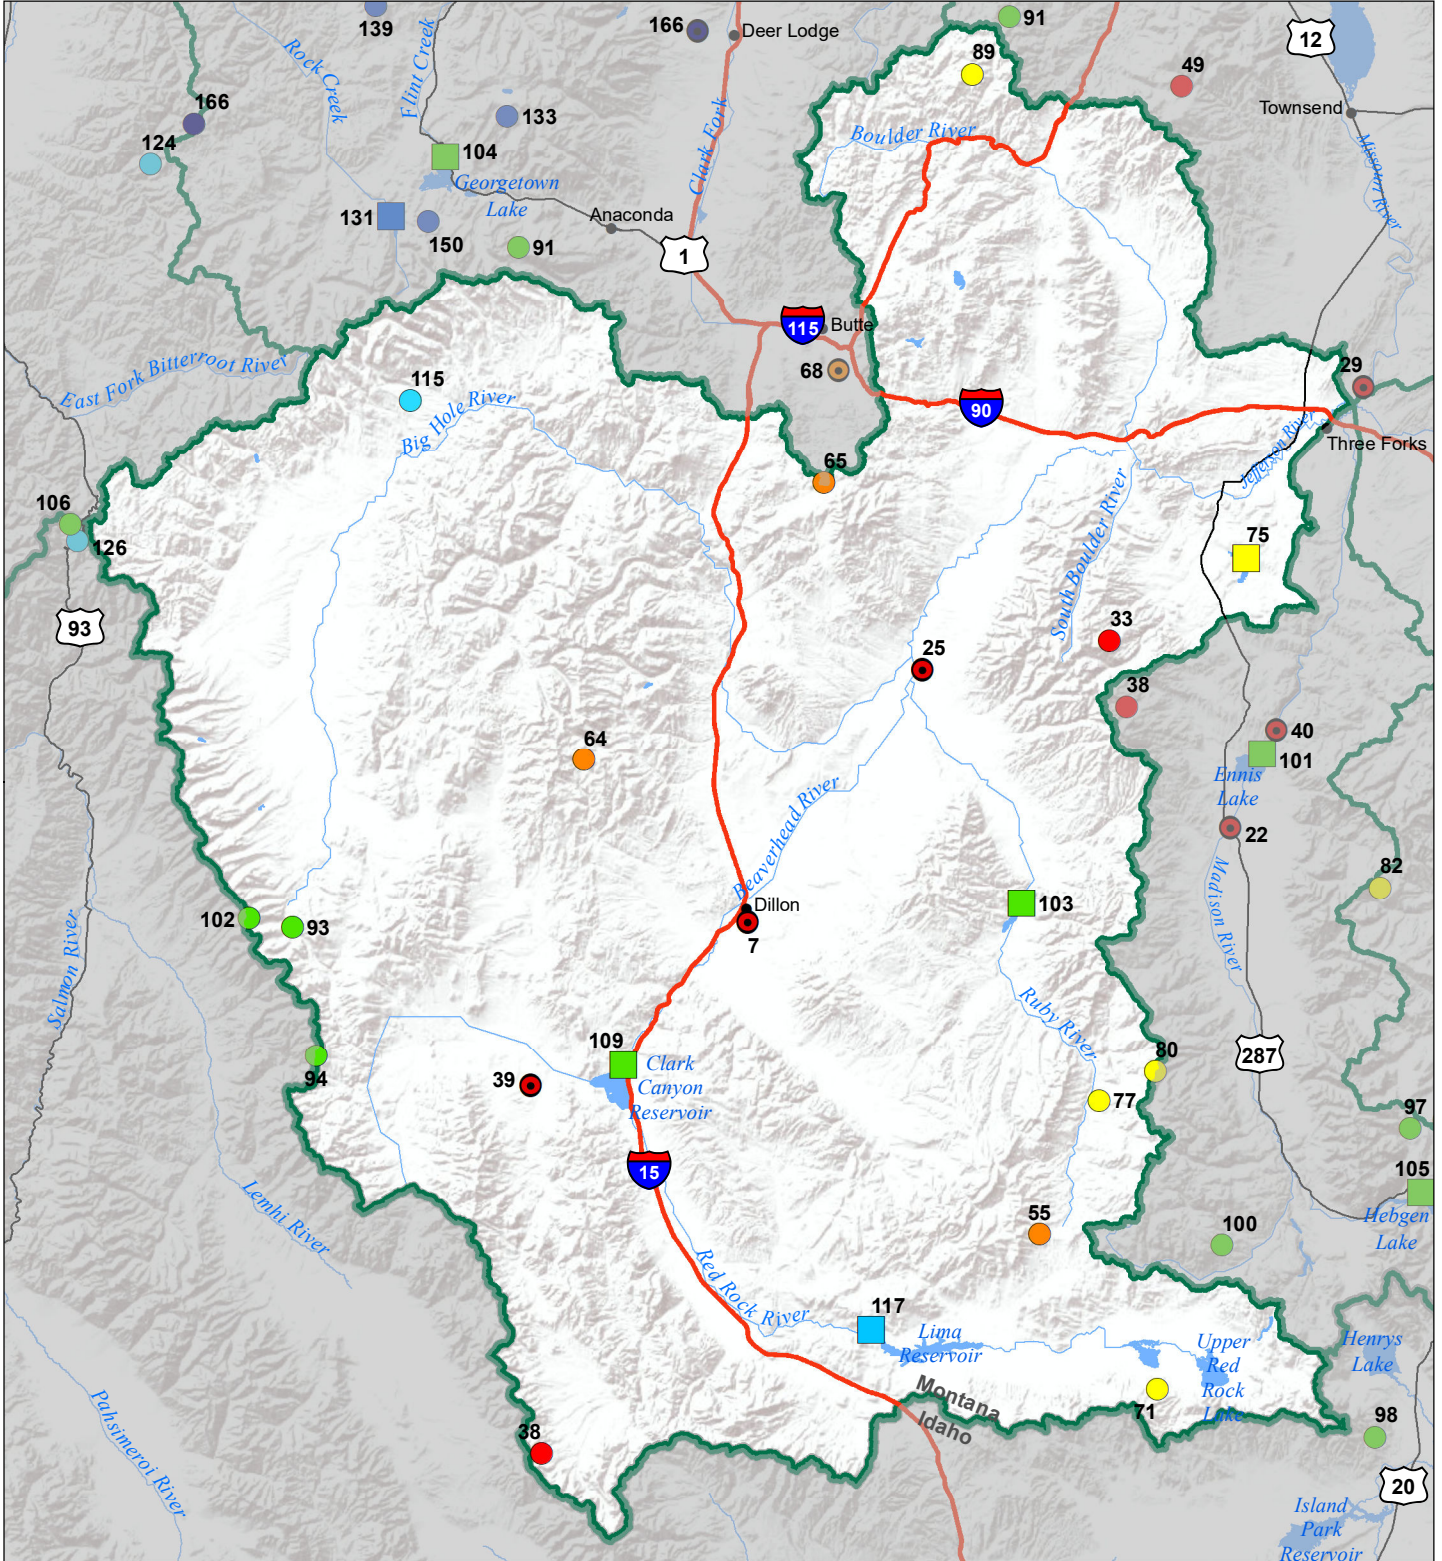 139
Rock Creek
Flint Creek
166
Deer Lodge
91
12
89
49
Townsend
166
133
Clark Fork
Boulder River
Missouri River
124
104
Georgetown
Lake
131
150
91
Anaconda
1
115
Butte
68
29
East Fork Bitterroot River
115
Big Hole River
90
Jefferson River
Three Forks
65
106
126
South Boulder River
75
93
33
25
38
40
101
Ennis
Lake
64
Beaverhead River
22
82
Madison River
102
93
Dillon
7
103
Salmon River
Ruby River
109
Clark
Canyon
Reservoir
39
94
80
77
287
97
15
105
Hebgen
Lake
Lemhi River
55
100
Red Rock River
117
Lima
Reservoir
Upper
Red
Rock
Lake
Henrys
Lake
Montana
Idaho
71
Pahsimeroi River
38
98
20
Island
Park
Reservoir